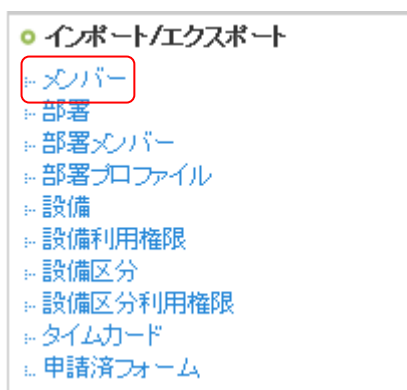 インポート/エクスポート
メンバー
部署
部署メンバー
部署プロファイル
設備
設備利用権限
設備区分
設備区分利用権限
タイムカード
申請済フォーム